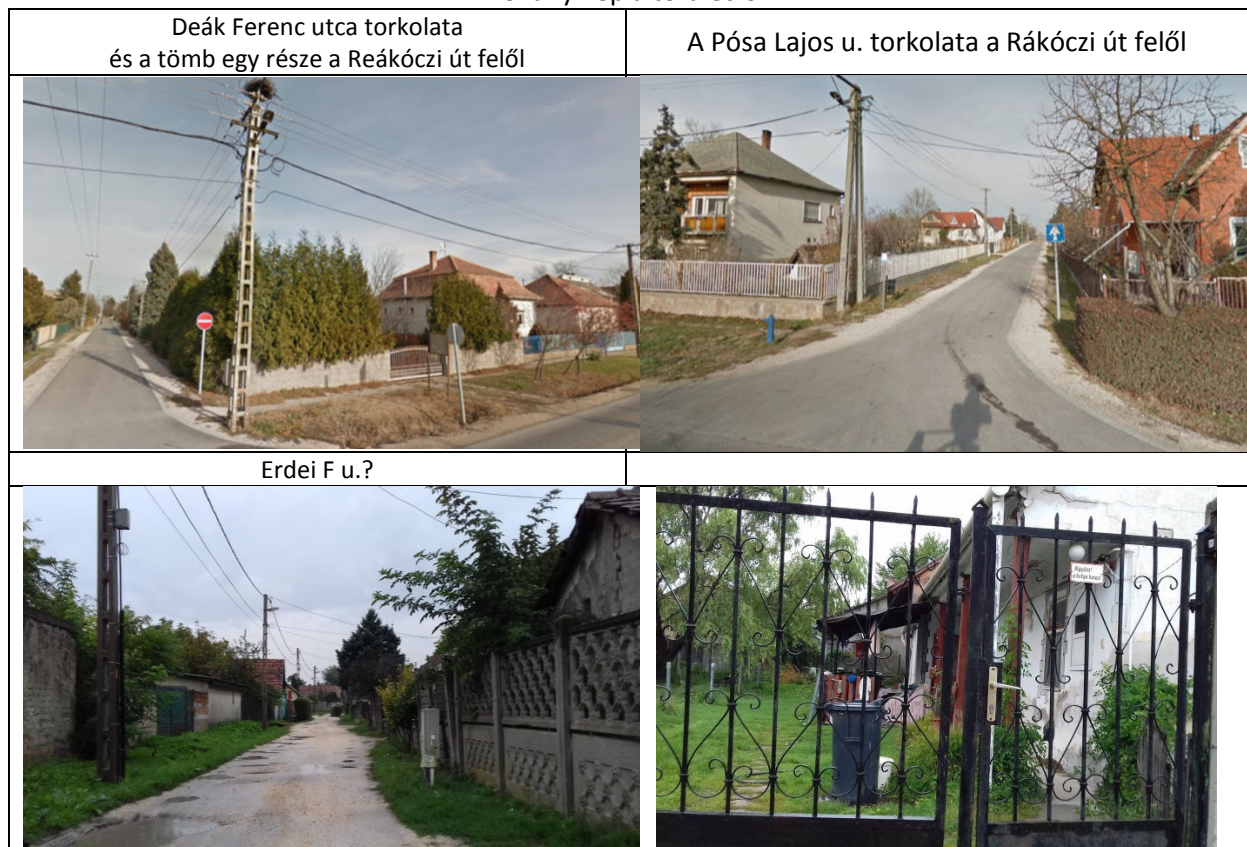 Deák Ferenc utca torkolata
és a tömb egy része a Reákóczi út felől
A Pósa Lajos u. torkolata a Rákóczi út felől
Erdei F u.?